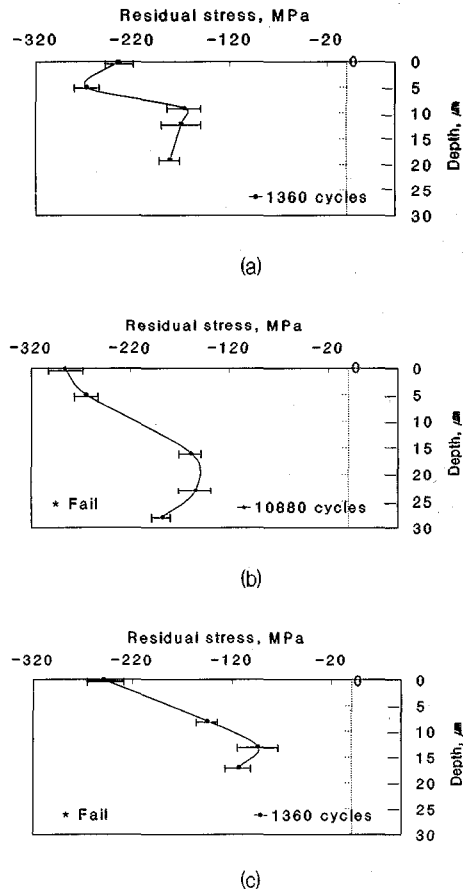 Residual stress, MPa
-320 -220 -120 -20
0
0
5
10
15
20
25
30
Depth, ㎛
1360 cycles
(a)
Residual stress, MPa
-320 -220 -120 -20
0
0
5
15
20
25
30
Depth, ㎛
* Fail
10880 cycles
(b)
Residual stress, MPa
-320 -220 -120 -20
0
0
5
10
15
20
25
30
Depth, ㎛
* Fail
1360 cycles
(c)